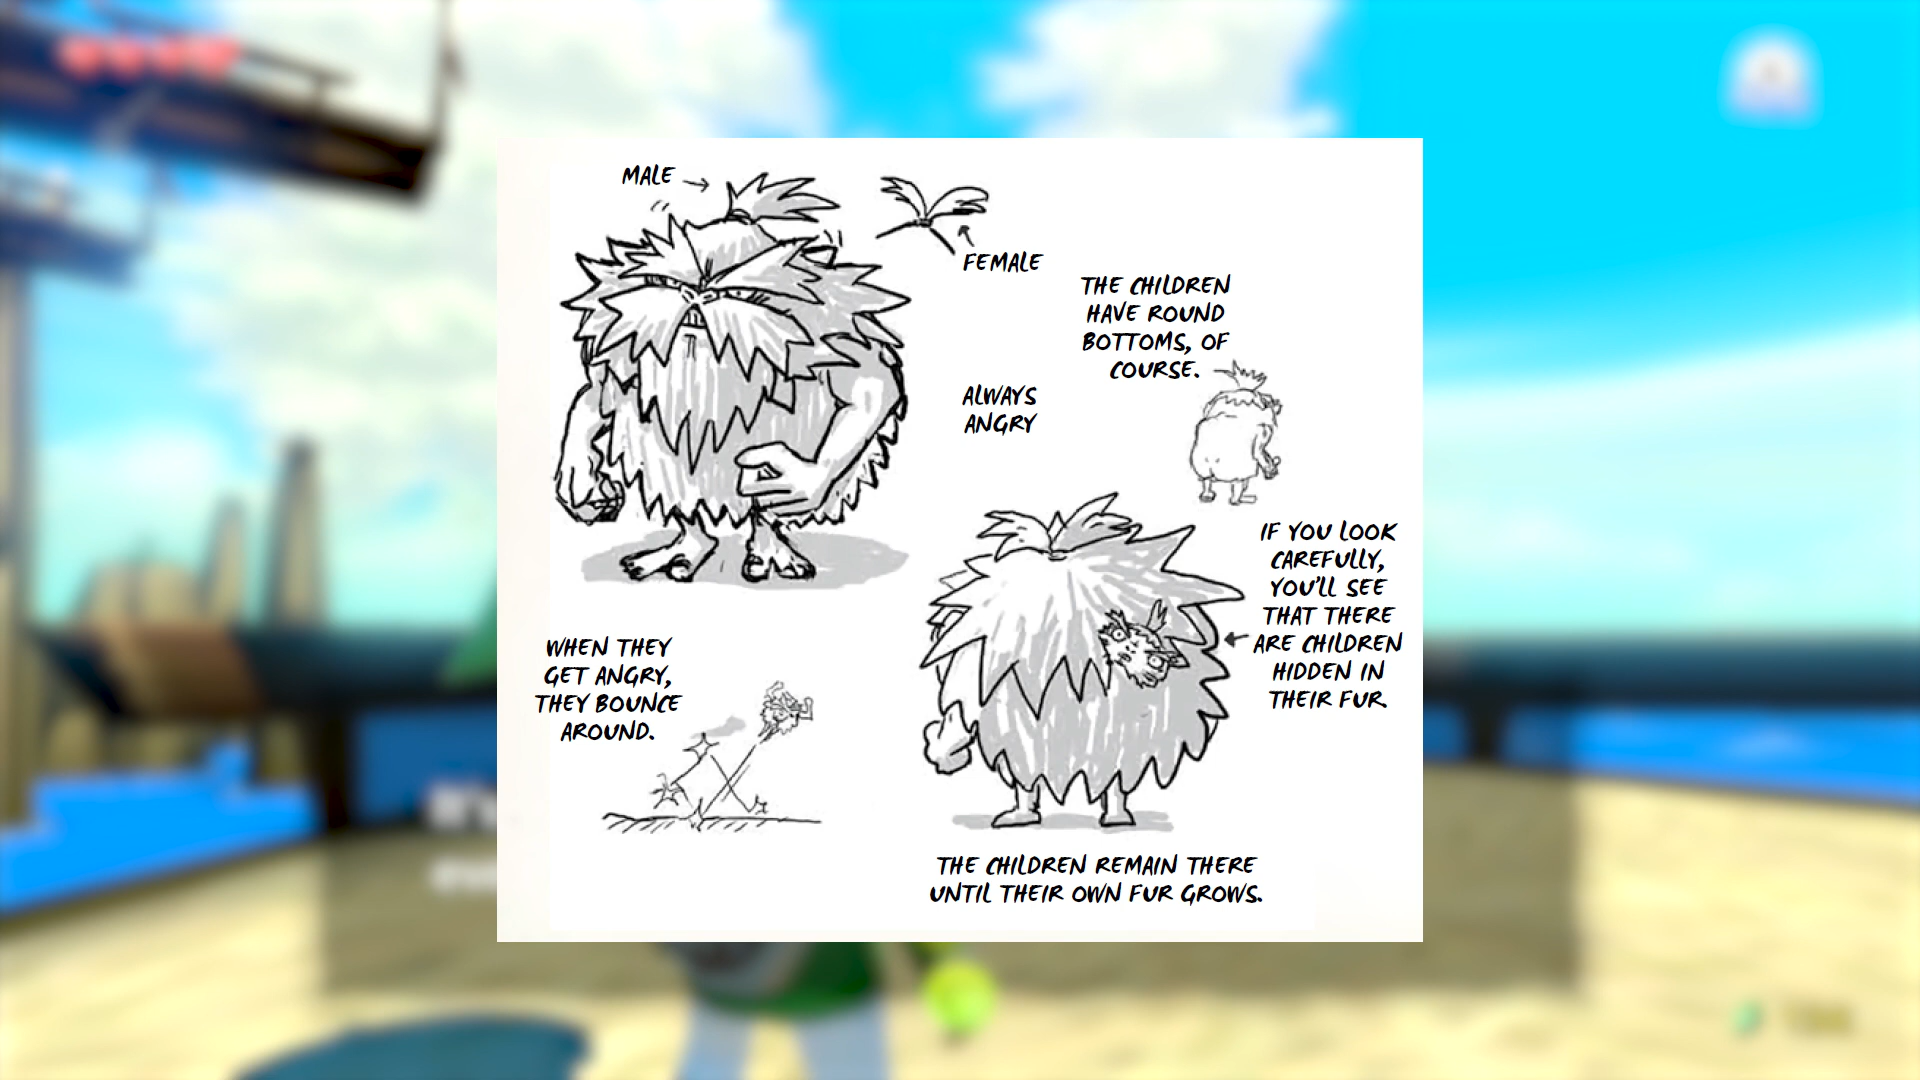 MALE
FEMALE
THE CHILDREN
HAVE ROUND
BOTTOMS, OF
COURSE.
ALWAYS
ANGRY
IF YOU LOOK
CAREFULLY,
YOU'LL SEE
THAT THERE
ARE CHILDREN
HIDDEN IN
THEIR FUR.
WHEN THEY
GET ANGRY,
THEY BOUNCE
AROUND.
THE CHILDREN REMAIN THERE
UNTIL THEIR OWN FUR GROWS.